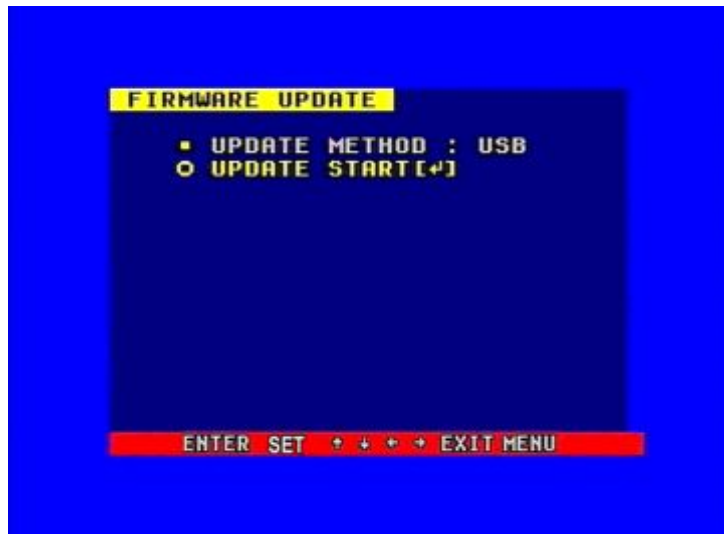 FIRMWARE UPDATE
UPDATE METHOD : USB
UPDATE START[↲]
ENTER SET ↑ ↓ ← → EXIT MENU